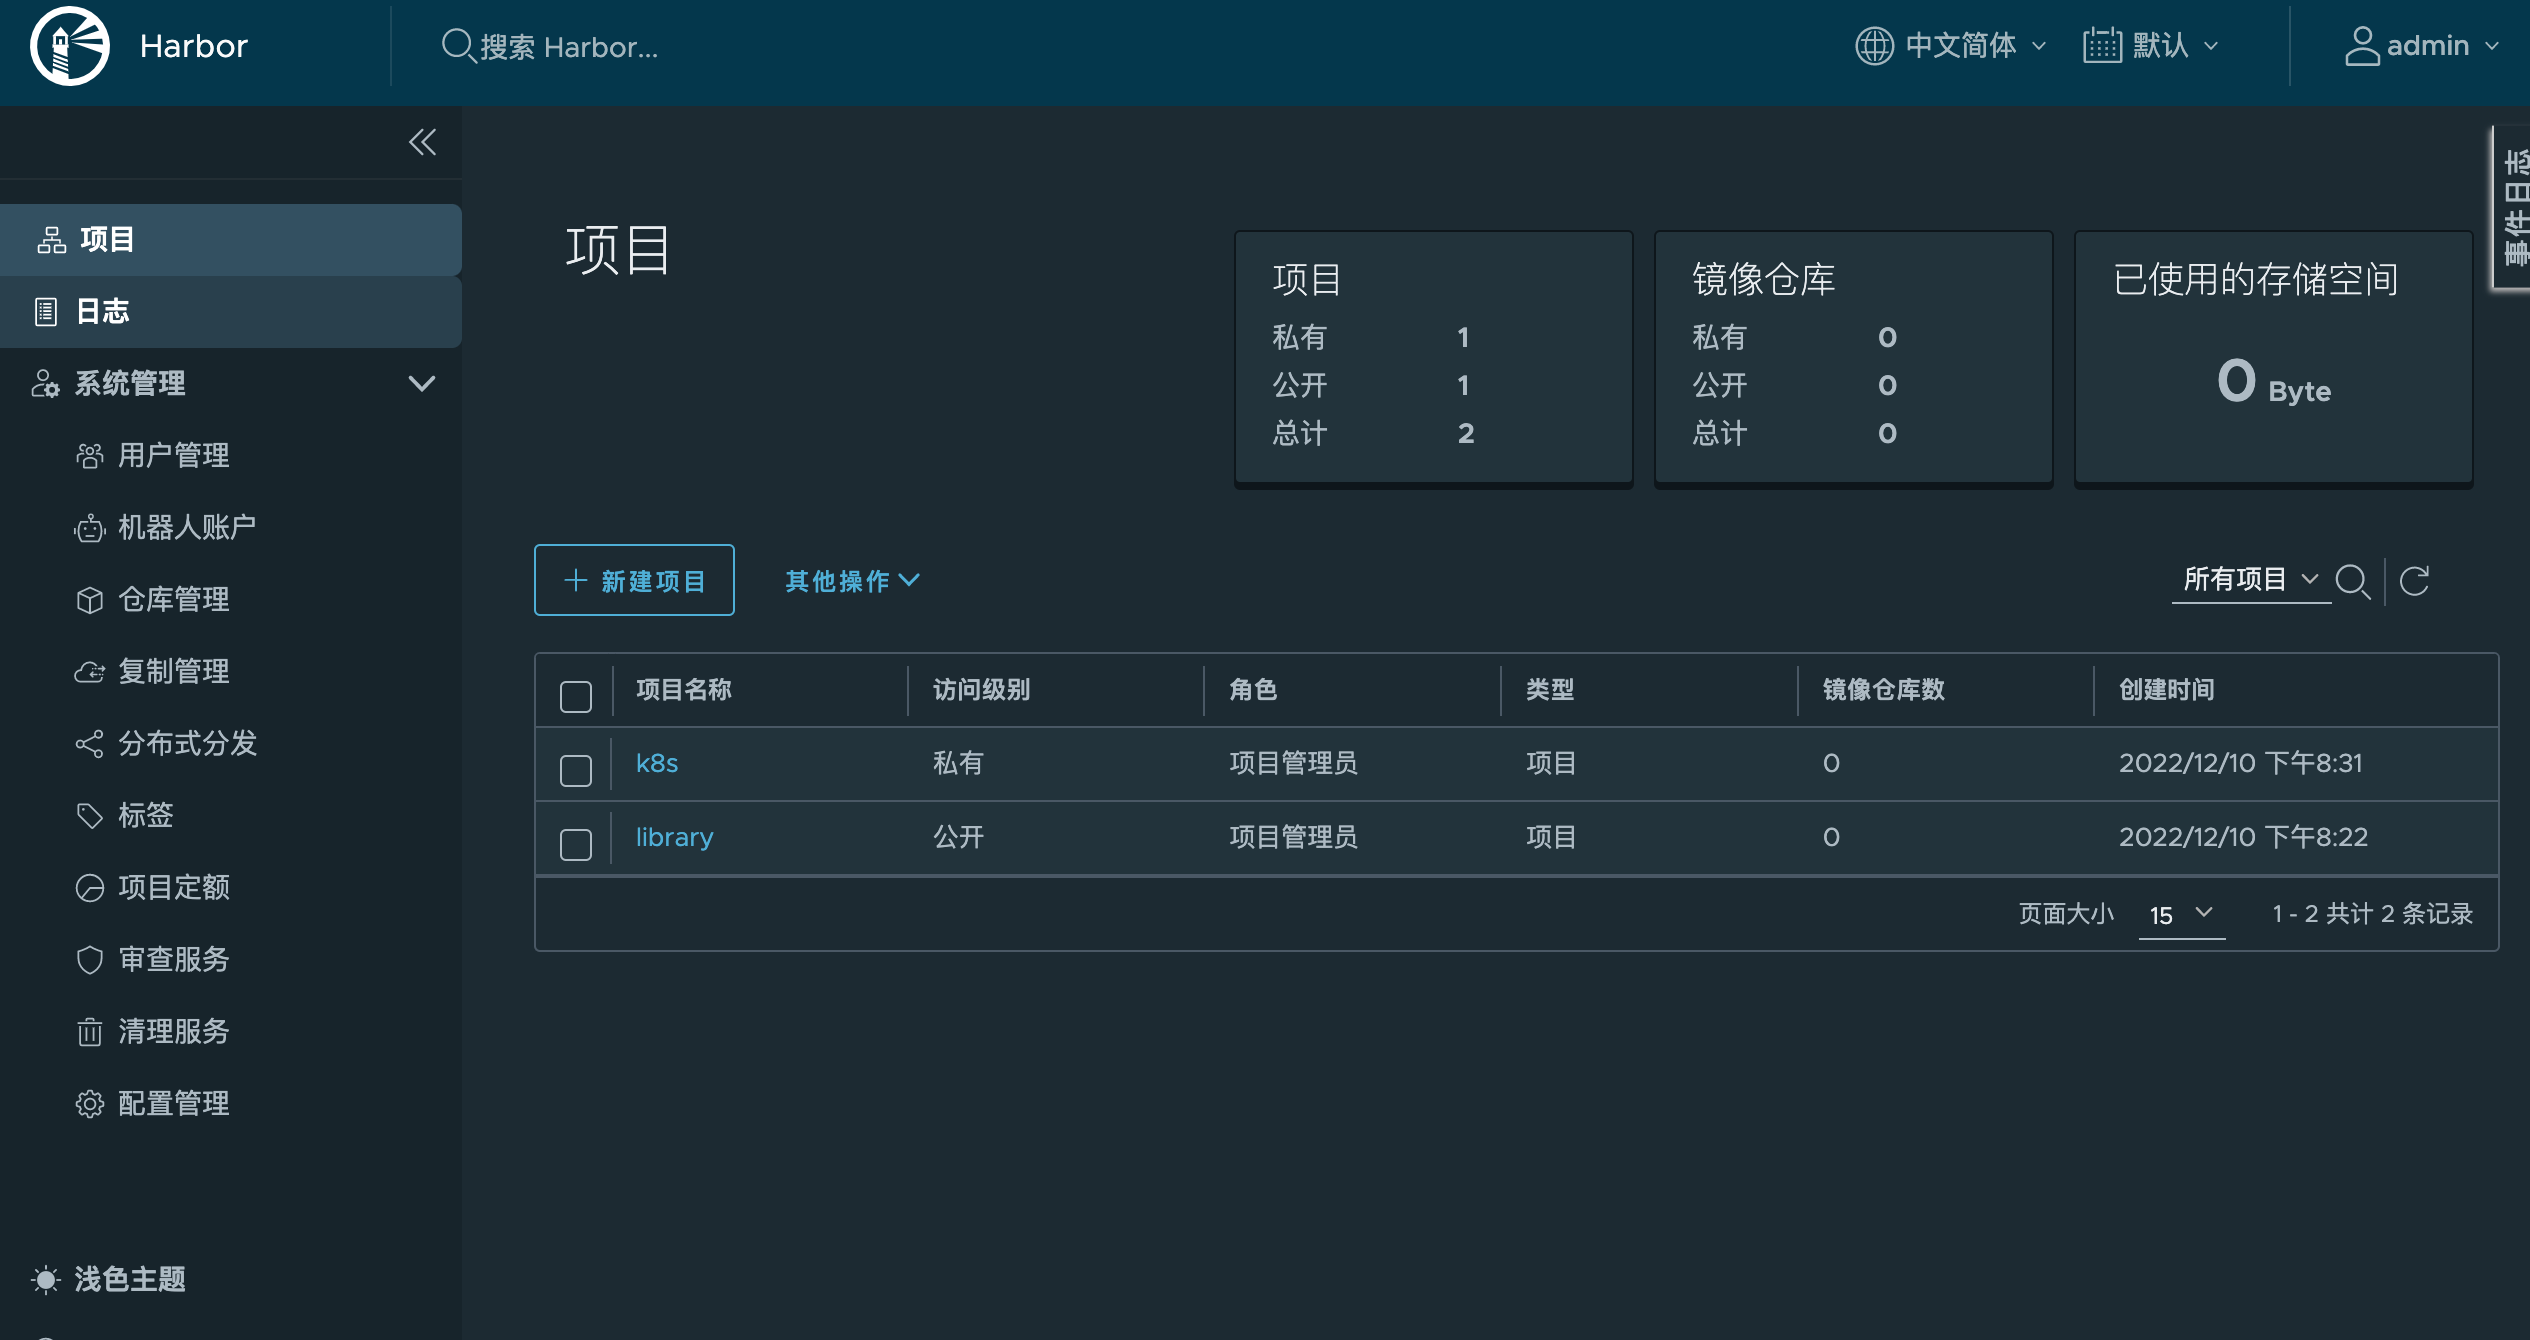 Harbor
搜索 Harbor...
中文简体
默认
admin
事件日志
项目
日志
系统管理
用户管理
机器人账户
仓库管理
复制管理
分布式分发
标签
项目定额
审查服务
清理服务
配置管理
浅色主题
项目
项目
私有 1
公开 1
总计 2
镜像仓库
私有 0
公开 0
总计 0
已使用的存储空间
0 Byte
新建项目
其他操作
所有项目
项目名称 访问级别 角色 类型 镜像仓库数 创建时间
k8s 私有 项目管理员 项目 0 2022/12/10 下午8:31
library 公开 项目管理员 项目 0 2022/12/10 下午8:22
页面大小 15 1 - 2 共计 2 条记录